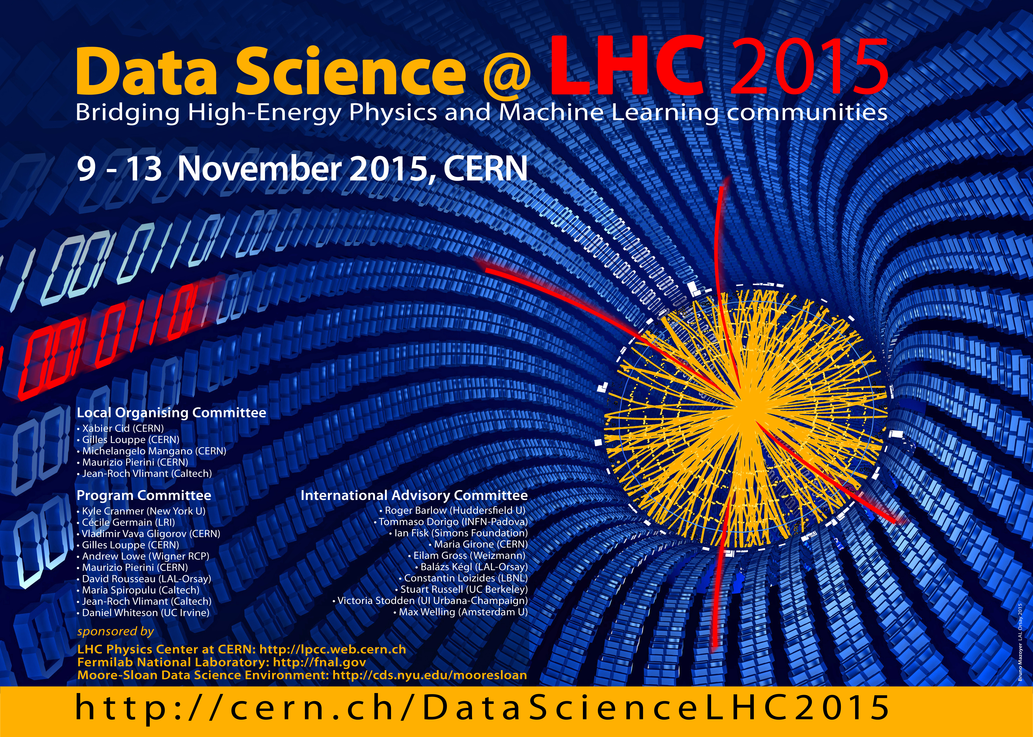 Data Science @ LHC 2015
Bridging High-Energy Physics and Machine Learning communities
9 - 13 November 2015, CERN
Local Organising Committee
• Xabier Cid (CERN)
• Gilles Louppe (CERN)
• Michelangelo Mangano (CERN)
• Maurizio Pierini (CERN)
• Jean-Roch Vlimant (Caltech)
Program Committee
• Kyle Cranmer (New York U)
• Cécile Germain (LRI)
• Vladimir Vava Gligorov (CERN)
• Gilles Louppe (CERN)
• Andrew Lowe (Wigner RCP)
• Maurizio Pierini (CERN)
• David Rousseau (LAL-Orsay)
• Maria Spiropulu (Caltech)
• Jean-Roch Vlimant (Caltech)
• Daniel Whiteson (UC Irvine)
International Advisory Committee
• Roger Barlow (Huddersfield U)
• Tommaso Dorigo (INFN-Padova)
• Ian Fisk (Simons Foundation)
• Maria Girone (CERN)
• Eilam Gross (Weizmann)
• Balázs Kégl (LAL-Orsay)
• Constantin Loizides (LBNL)
• Stuart Russell (UC Berkeley)
• Victoria Stodden (UI Urbana-Champaign)
• Max Welling (Amsterdam U)
sponsored by
LHC Physics Center at CERN: http://lpcc.web.cern.ch
Fermilab National Laboratory: http://fnal.gov
Moore-Sloan Data Science Environment: http://cds.nyu.edu/mooresloan
http://cern.ch/DataScienceLHC2015